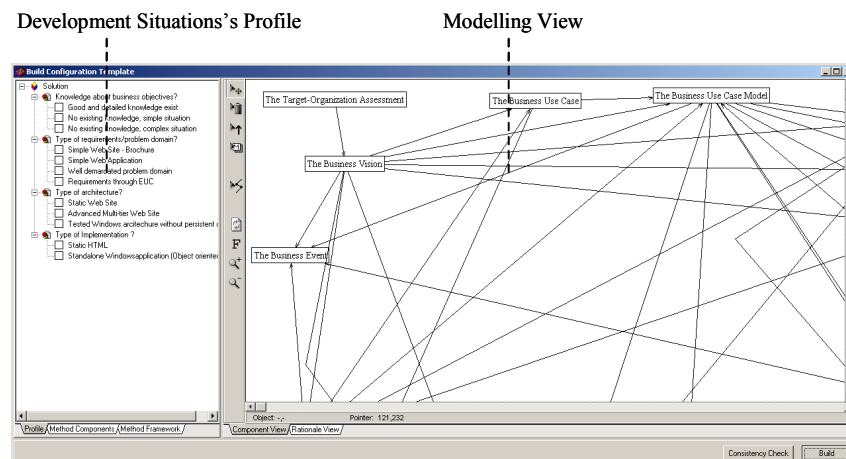 Development Situations's Profile
Modelling View
Build Configuration Template
Solution
Knowledge about business objectives?
Good and detailed knowledge exist
No existing knowledge, simple situation
No existing knowledge, complex situation
Type of requirements/problem domain?
Simple Web Site - Brochure
Simple Web Application
Well demardated problem domain
Requirements through EUC
Type of architecture?
Static Web Site
Advanced Multi-tier Web Site
Tested Windows arcitechure without persistent
Type of Implementation ?
Static HTML
Standalone Windowsapplication (Object oriente
Profile Method Components Method Framework
F
The Target-Organization Assessment
The Business Use Case
The Business Use Case Model
The Business Vision
The Business Event
Object: -,-
Pointer: 121,232
Component View Rationale View
Consistency Check
Build